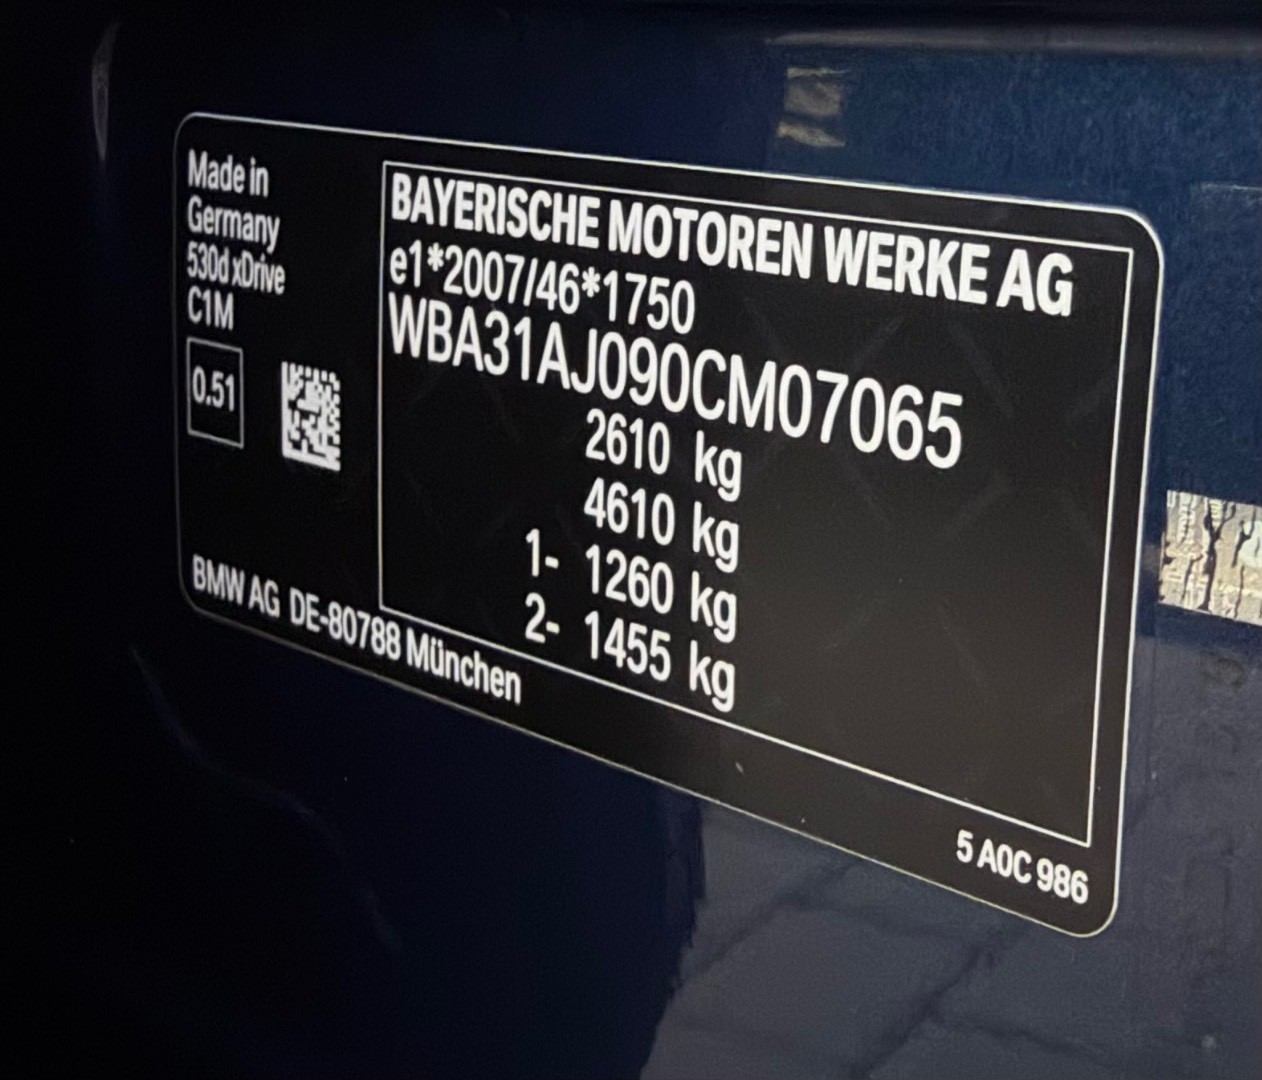 Made in
Germany
530d xDrive
C1M
0.51
BAYERISCHE MOTOREN WERKE AG
e1*2007/46*1750
WBA31AJ090CM07065
2610 kg
4610 kg
1- 1260 kg
2- 1455 kg
BMW AG DE-80788 München
5 A0C 986